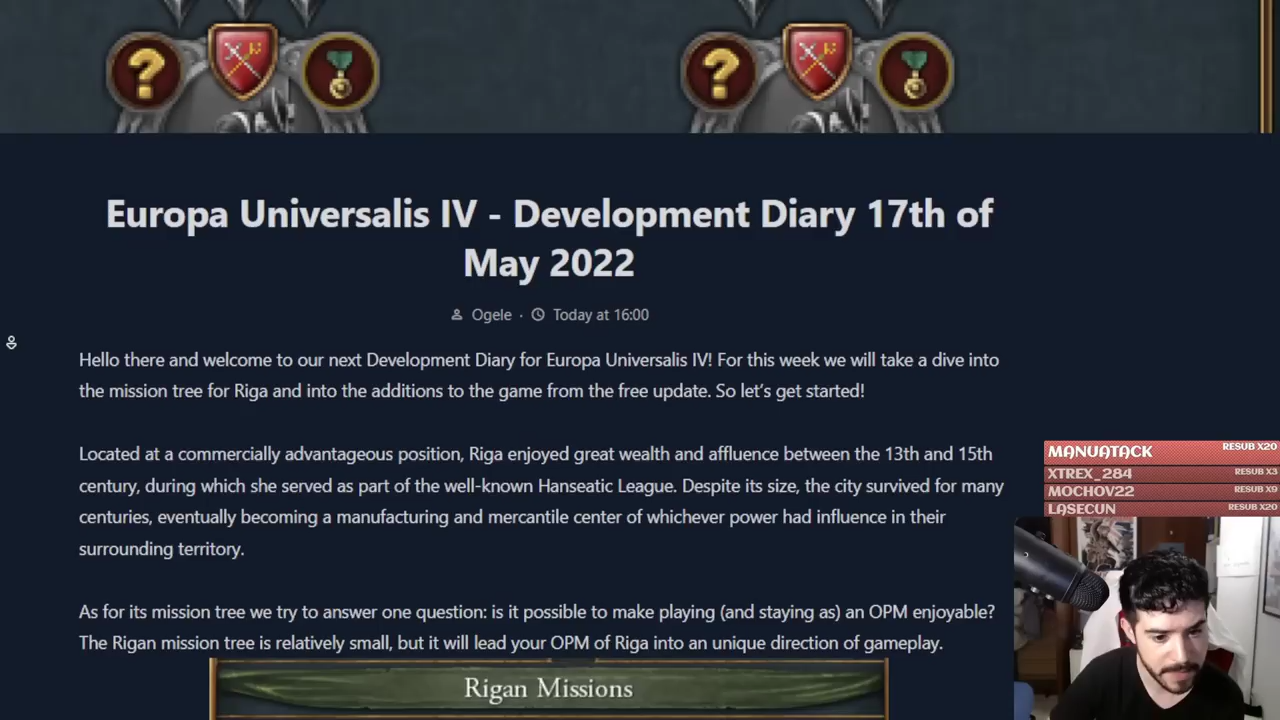 Europa Universalis IV - Development Diary 17th of
May 2022
Ogele · Today at 16:00
Hello there and welcome to our next Development Diary for Europa Universalis IV! For this week we will take a dive into
the mission tree for Riga and into the additions to the game from the free update. So let's get started!
Located at a commercially advantageous position, Riga enjoyed great wealth and affluence between the 13th and 15th
century, during which she served as part of the well-known Hanseatic League. Despite its size, the city survived for many
centuries, eventually becoming a manufacturing and mercantile center of whichever power had influence in their
surrounding territory.
As for its mission tree we try to answer one question: is it possible to make playing (and staying as) an OPM enjoyable?
The Rigan mission tree is relatively small, but it will lead your OPM of Riga into an unique direction of gameplay.
Rigan Missions
MANUATACK RESUB X20
XTREX_284 RESUB X3
MOCHOV22 RESUB X9
LASECUN RESUB X20